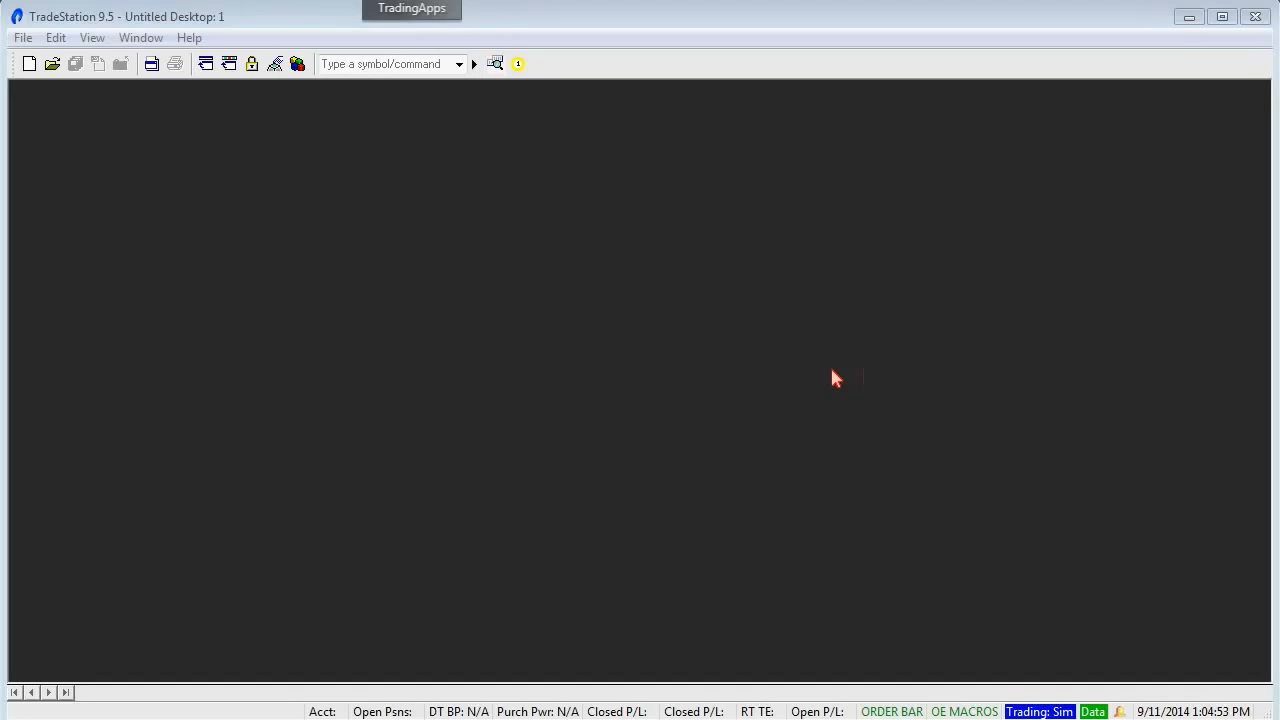 TradingApps
TradeStation 9.5 - Untitled Desktop: 1
File Edit View Window Help
Type a symbol/command
1
Acct: Open Psns: DT BP: N/A Purch Pwr: N/A Closed P/L: Closed P/L: RT TE: Open P/L: ORDER BAR OE MACROS Trading: Sim Data 9/11/2014 1:04:53 PM